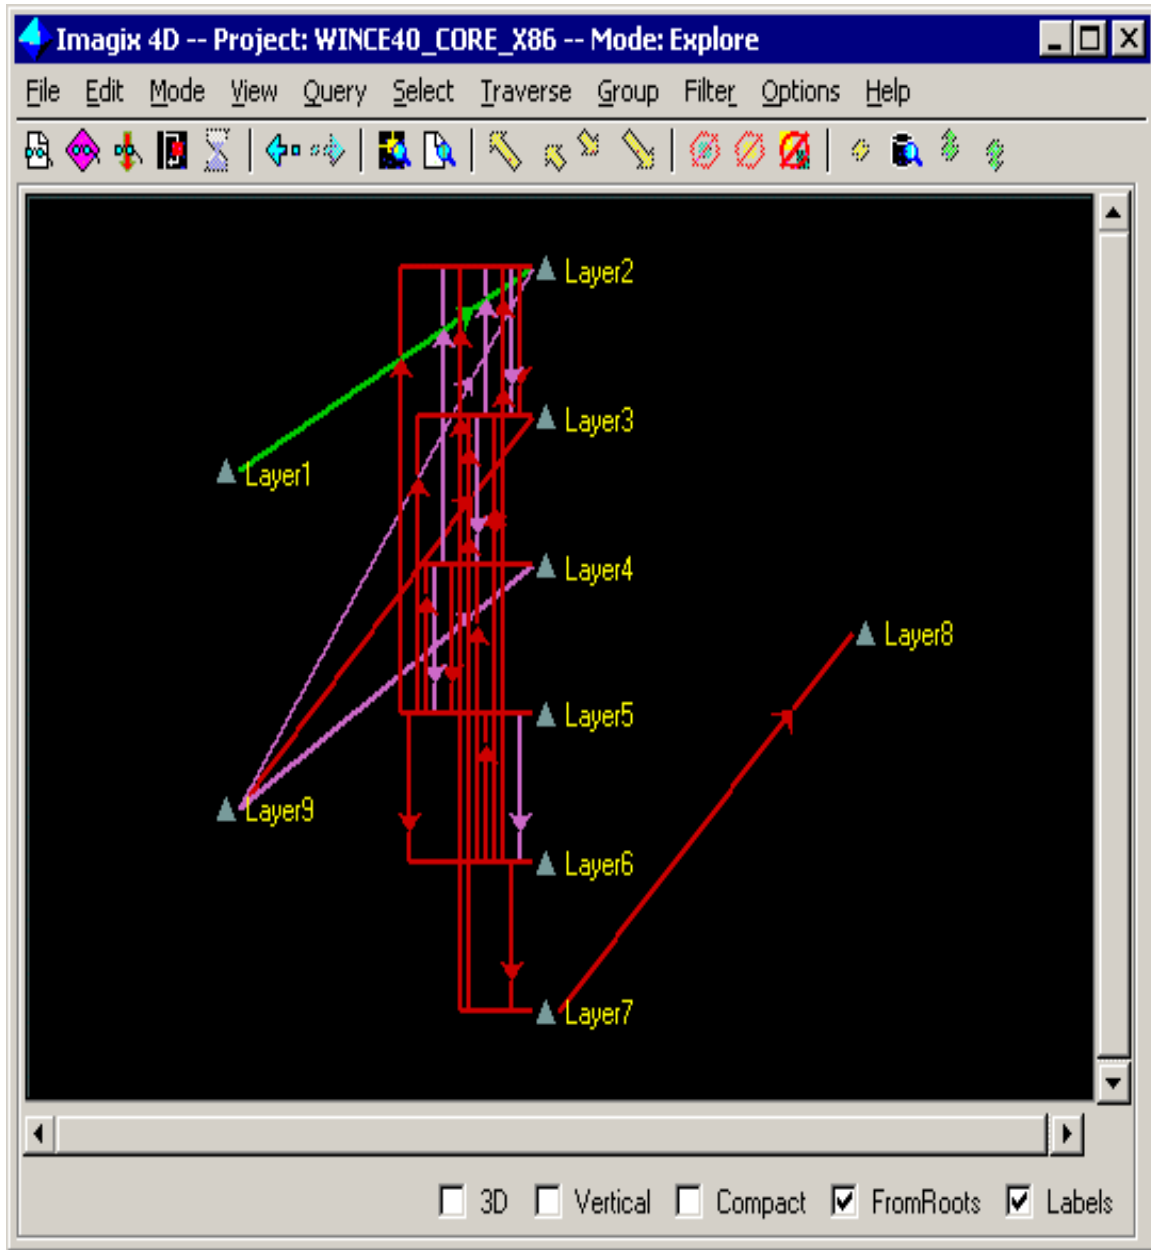 Imagix 4D -- Project: WINCE40_CORE_X86 -- Mode: Explore
File Edit Mode View Query Select Traverse Group Filter Options Help
Layer2
Layer3
Layer1
Layer4
Layer8
Layer5
Layer9
Layer6
Layer7
3D Vertical Compact FromRoots Labels